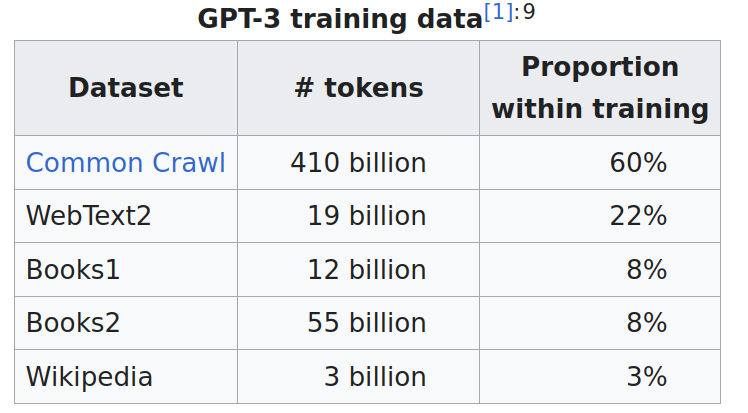 GPT-3 training data[1]:9
Dataset # tokens Proportion within training
Common Crawl 410 billion 60%
WebText2 19 billion 22%
Books1 12 billion 8%
Books2 55 billion 8%
Wikipedia 3 billion 3%